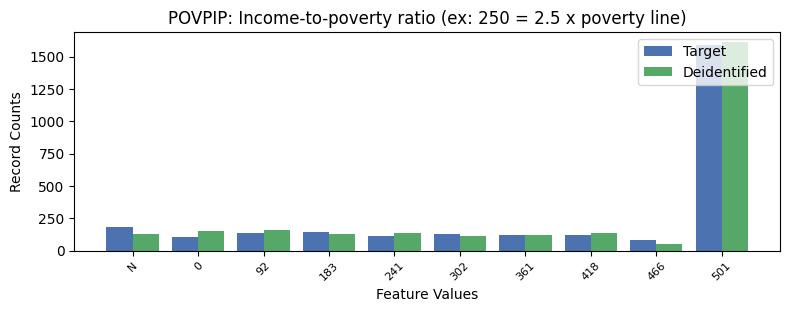 POVPIP: Income-to-poverty ratio (ex: 250 = 2.5 x poverty line)
Target
Deidentified
Record Counts
1500
1250
1000
750
500
250
0
N
0
92
183
241
302
361
418
466
501
Feature Values